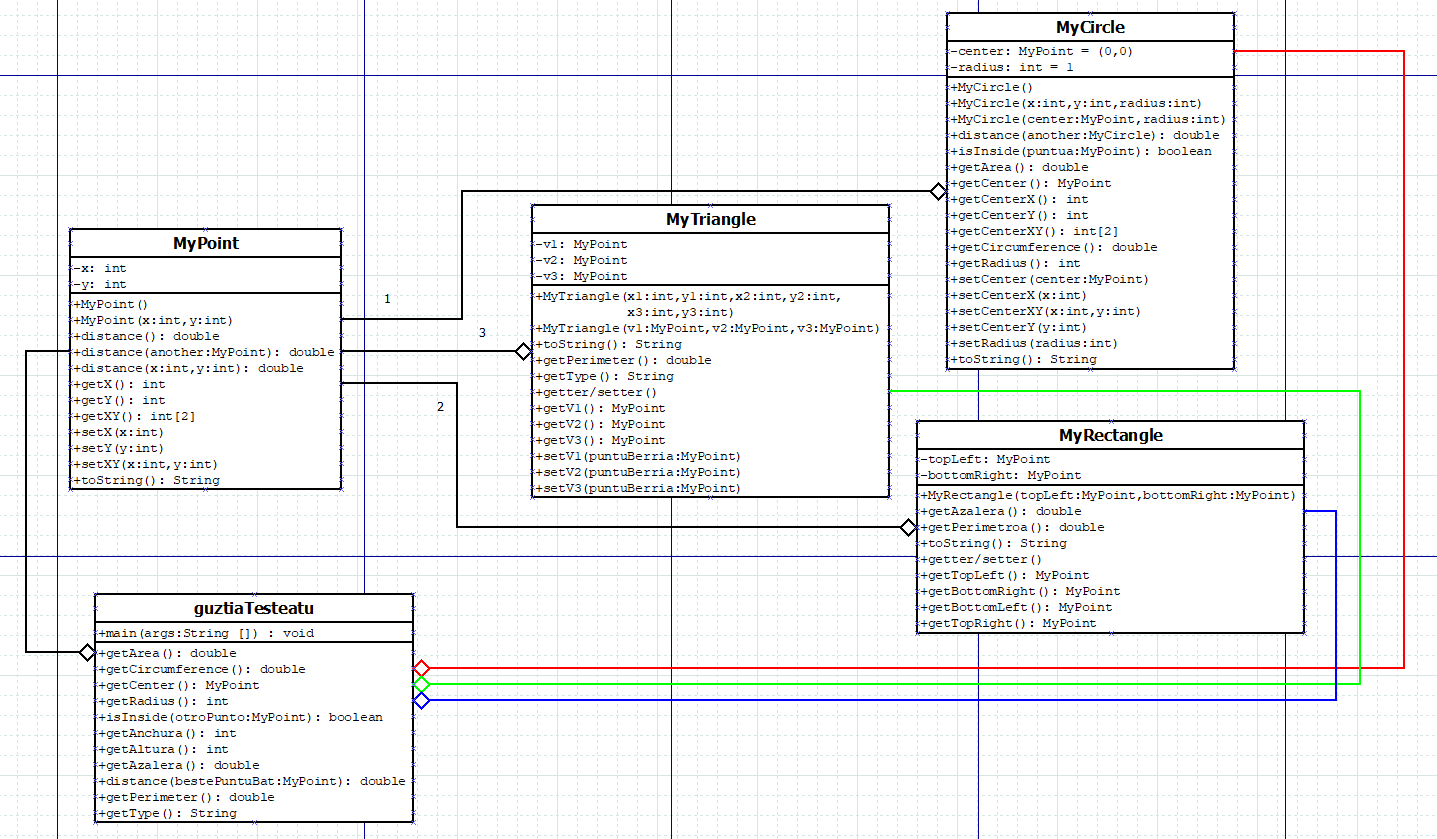 MyCircle
-center: MyPoint = (0,0)
-radius: int = 1
+MyCircle()
+MyCircle(x:int,y:int,radius:int)
+MyCircle(center:MyPoint,radius:int)
+distance(another:MyCircle): double
+isInside(puntua:MyPoint): boolean
+getArea(): double
+getCenter(): MyPoint
+getCenterX(): int
+getCenterY(): int
+getCenterXY(): int[2]
+getCircumference(): double
+getRadius(): int
+setCenter(center:MyPoint)
+setCenterX(x:int)
+setCenterXY(x:int,y:int)
+setCenterY(y:int)
+setRadius(radius:int)
+toString(): String
MyTriangle
-v1: MyPoint
-v2: MyPoint
-v3: MyPoint
+MyTriangle(x1:int,y1:int,x2:int,y2:int,
x3:int,y3:int)
+MyTriangle(v1:MyPoint,v2:MyPoint,v3:MyPoint)
+toString(): String
+getPerimeter(): double
+getType(): String
+getter/setter()
+getV1(): MyPoint
+getV2(): MyPoint
+getV3(): MyPoint
+setV1(puntuBerria:MyPoint)
+setV2(puntuBerria:MyPoint)
+setV3(puntuBerria:MyPoint)
MyPoint
-x: int
-y: int
+MyPoint()
+MyPoint(x:int,y:int)
+distance(): double
+distance(another:MyPoint): double
+distance(x:int,y:int): double
+getX(): int
+getY(): int
+getXY(): int[2]
+setX(x:int)
+setY(y:int)
+setXY(x:int,y:int)
+toString(): String
1
3
2
MyRectangle
-topLeft: MyPoint
-bottomRight: MyPoint
+MyRectangle(topLeft:MyPoint,bottomRight:MyPoint)
+getAzalera(): double
+getPerimetroa(): double
+toString(): String
+getter/setter()
+getTopLeft(): MyPoint
+getBottomRight(): MyPoint
+getBottomLeft(): MyPoint
+getTopRight(): MyPoint
guztiaTesteatu
+main(args:String []) : void
+getArea(): double
+getCircumference(): double
+getCenter(): MyPoint
+getRadius(): int
+isInside(otroPunto:MyPoint): boolean
+getAnchura(): int
+getAltura(): int
+getAzalera(): double
+distance(bestePuntuBat:MyPoint): double
+getPerimeter(): double
+getType(): String